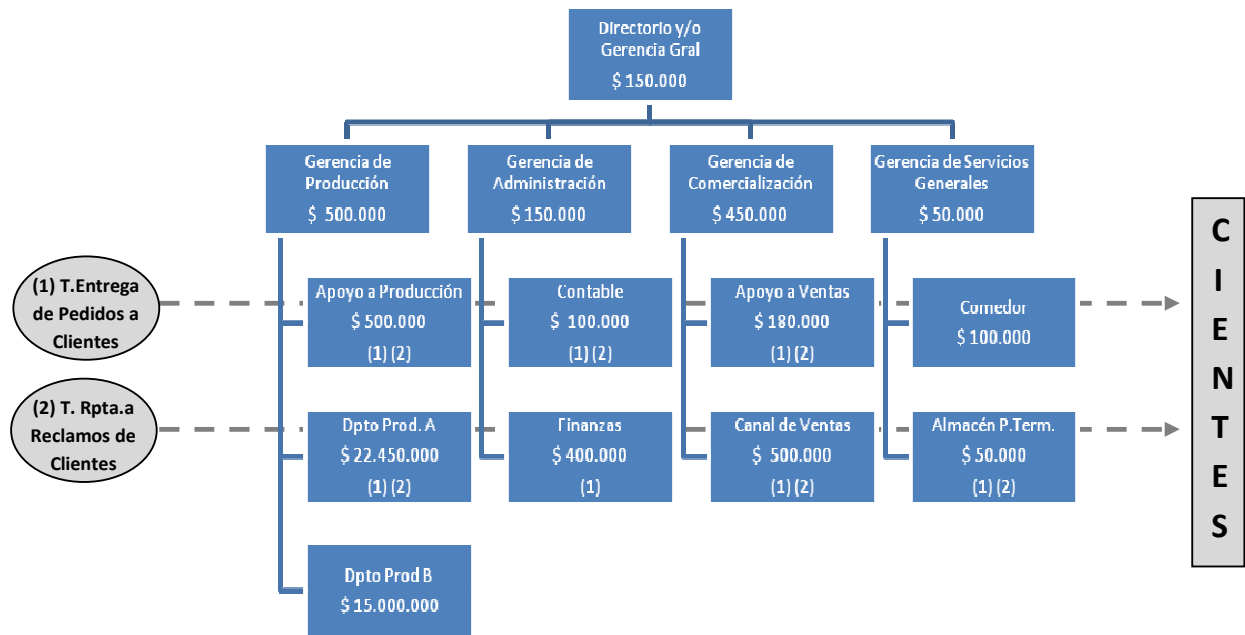 Directorio y/o
Gerencia Gral
$ 150.000
Gerencia de
Producción
$ 500.000
Gerencia de
Administración
$ 150.000
Gerencia de
Comercialización
$ 450.000
Gerencia de Servicios
Generales
$ 50.000
(1) T.Entrega
de Pedidos a
Clientes
Apoyo a Producción
$ 500.000
(1) (2)
Contable
$ 100.000
(1) (2)
Apoyo a Ventas
$ 180.000
(1) (2)
Comedor
$ 100.000
(2) T. Rpta.a
Reclamos de
Clientes
Dpto Prod. A
$ 22.450.000
(1) (2)
Finanzas
$ 400.000
(1)
Canal de Ventas
$ 500.000
(1) (2)
Almacén P.Term.
$ 50.000
(1) (2)
Dpto Prod B
$ 15.000.000
C
I
E
N
T
E
S